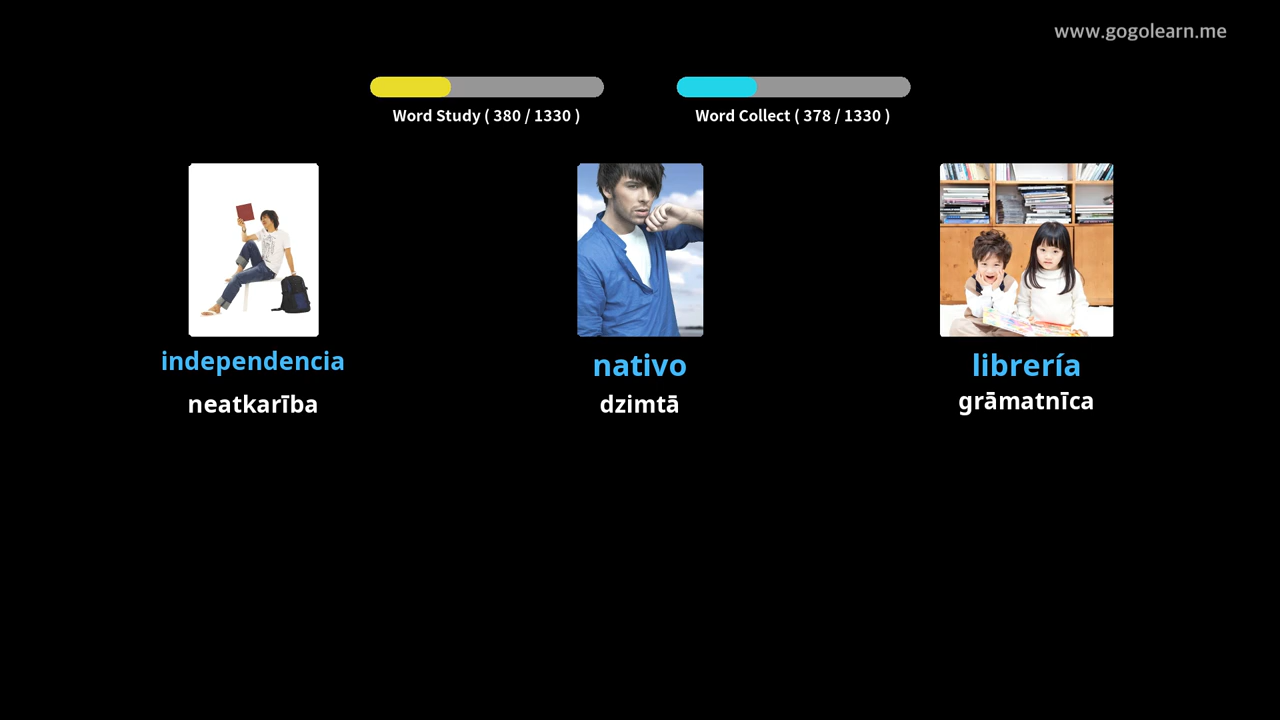 www.gogolearn.me
Word Study ( 380 / 1330 )
Word Collect ( 378 / 1330 )
independencia
neatkarība
nativo
dzimtā
librería
grāmatnīca